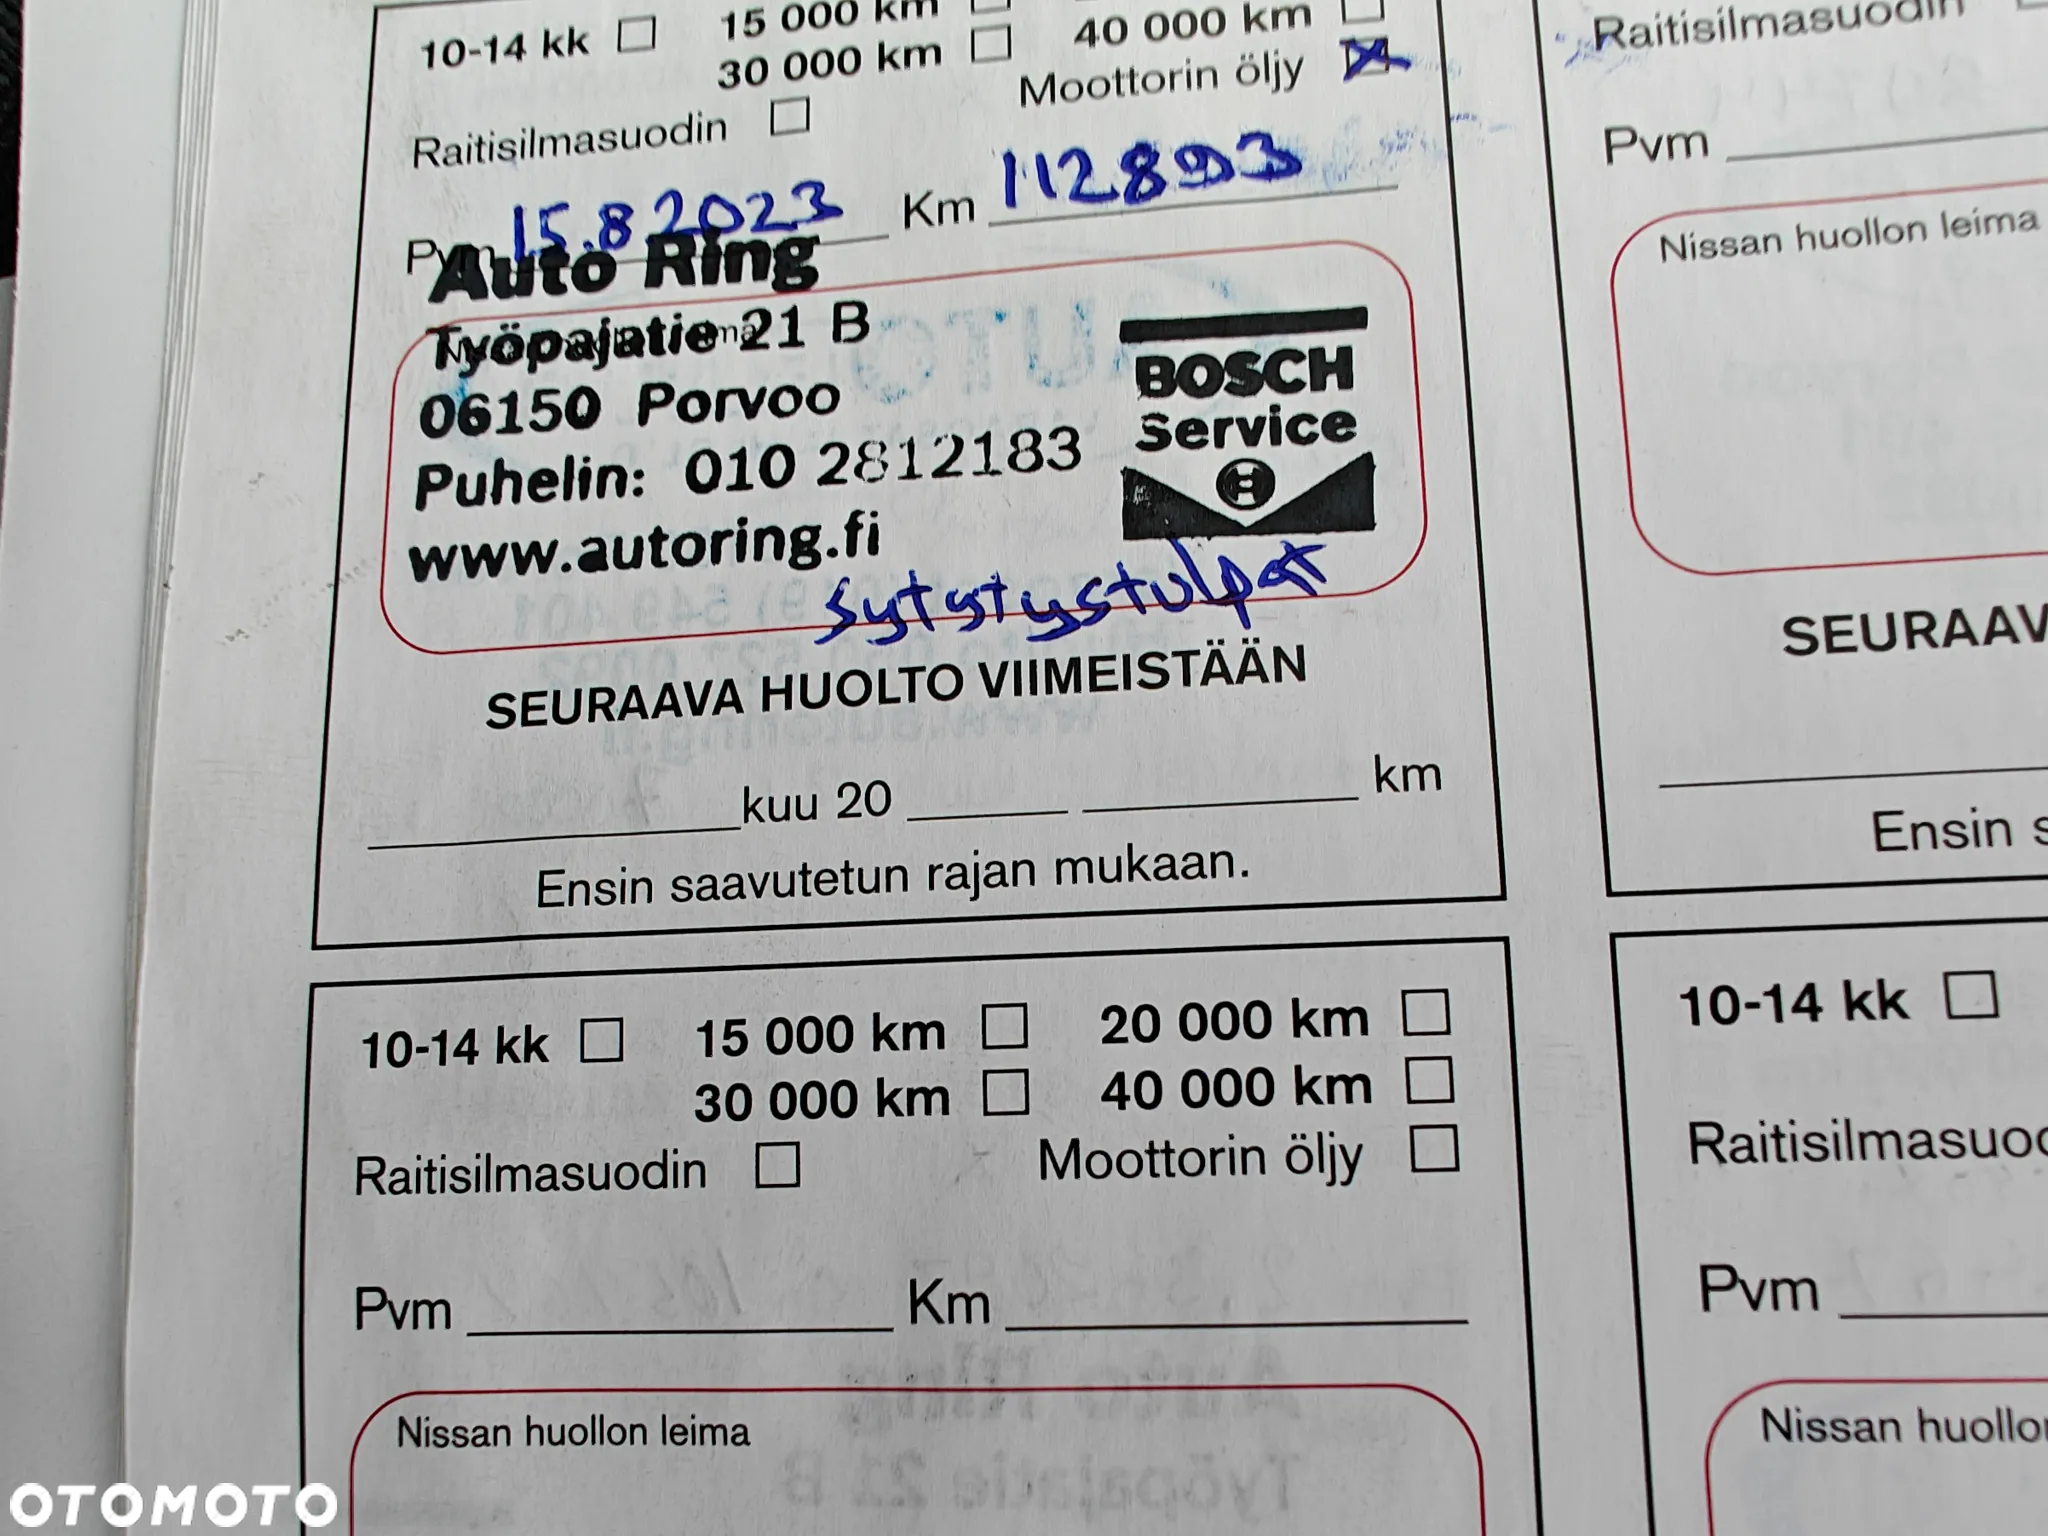 10-14 kk 15 000 km
30 000 km 40 000 km
Raitisilmasuodin Moottorin öljy
Pvm 15.8 2023 Km 112893
Auto Ring
Työpajatie 21 B
06150 Porvoo
Puhelin: 010 2812183
www.autoring.fi
BOSCH
Service
sytytystulpat
SEURAAVA HUOLTO VIIMEISTÄÄN
kuu 20 km
Ensin saavutetun rajan mukaan.
Raitisilmasuodin
Pvm
Nissan huollon leima
SEURAAV
Ensin s
10-14 kk 15 000 km 20 000 km
30 000 km 40 000 km
Raitisilmasuodin Moottorin öljy
Pvm Km
Nissan huollon leima
10-14 kk
Raitisilmasuo
Pvm
Nissan huollo
OTOMOTO